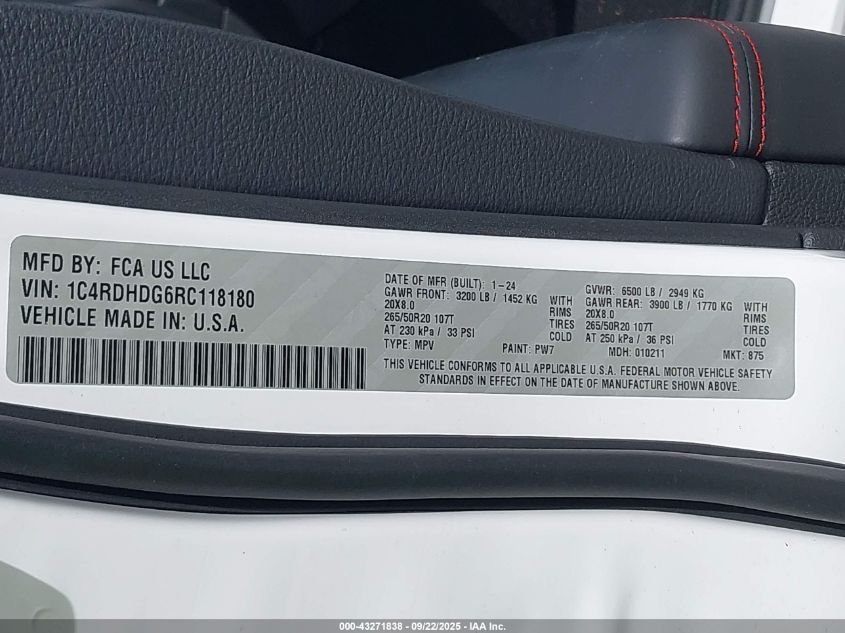 MFD BY: FCA US LLC
VIN: 1C4RDHDG6RC118180
VEHICLE MADE IN: U.S.A.
DATE OF MFR (BUILT): 1-24
GAWR FRONT: 3200 LB / 1452 KG WITH
20X8.0 RIMS
265/50R20 107T TIRES
AT 230 kPa / 33 PSI COLD
TYPE: MPV PAINT: PW7
GVWR: 6500 LB / 2949 KG
GAWR REAR: 3900 LB / 1770 KG WITH
20X8.0 RIMS
265/50R20 107T TIRES
AT 250 kPa / 36 PSI COLD
MDH: 010211 MKT: 875
THIS VEHICLE CONFORMS TO ALL APPLICABLE U.S.A. FEDERAL MOTOR VEHICLE SAFETY
STANDARDS IN EFFECT ON THE DATE OF MANUFACTURE SHOWN ABOVE.
000-43271838 - 09/22/2025 - IAA Inc.